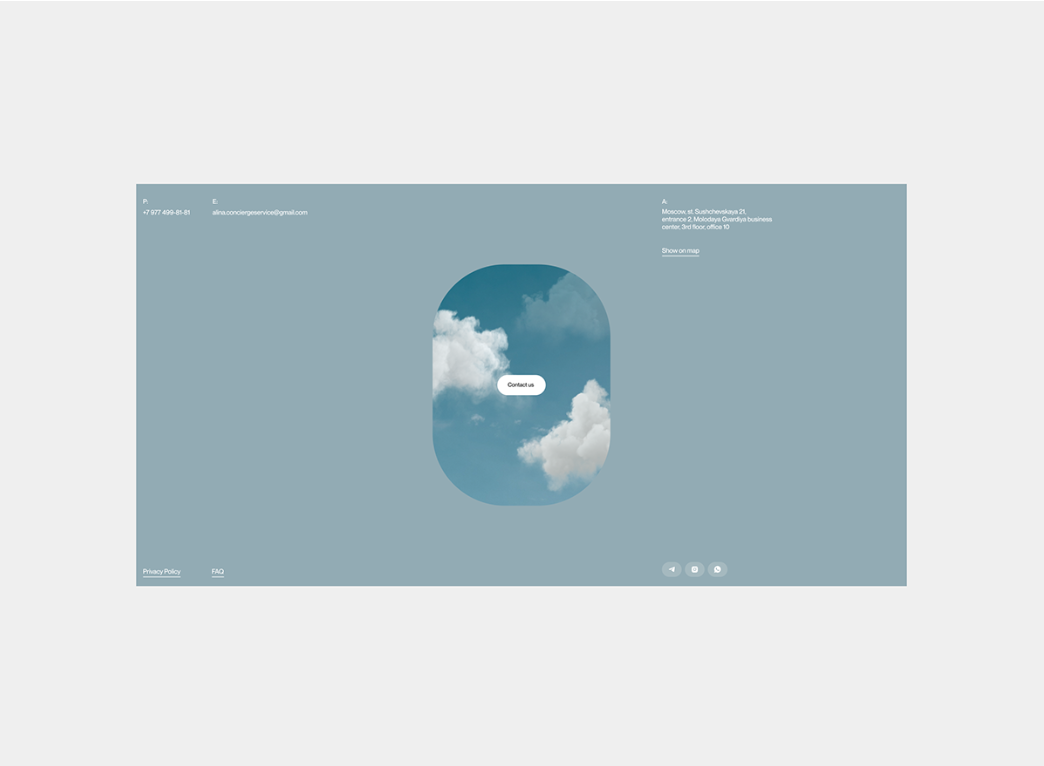 P:
+7 977 499-81-81
E:
alina.conciergeservice@gmail.com
A:
Moscow, st. Sushchevskaya 21,
entrance 2, Molodaya Gvardiya business
center, 3rd floor, office 10
Show on map
Contact us
Privacy Policy
FAQ